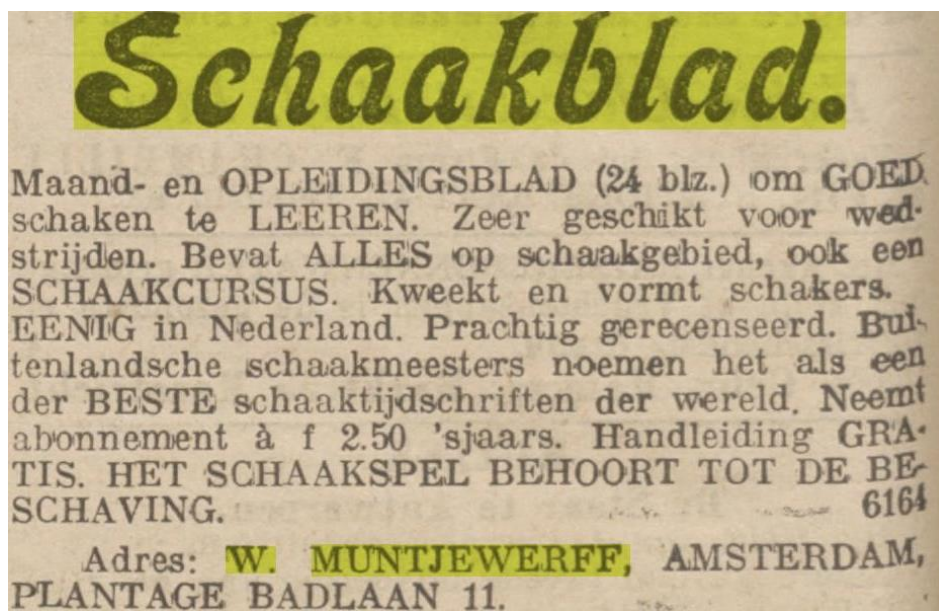 Schaakblad.
Maand- en OPLEIDINGSBLAD (24 blz.) om GOED
schaken te LEEREN. Zeer geschikt voor wed-
strijden. Bevat ALLES op schaakgebied, ook een
SCHAAKCURSUS. Kweekt en vormt schakers.
EENIG in Nederland. Prachtig gerecenseerd. Bui-
tenlandsche schaakmeesters noemen het als een
der BESTE schaaktijdschriften der wereld. Neemt
abonnement à f 2.50 'sjaars. Handleiding GRA-
TIS. HET SCHAAKSPEL BEHOORT TOT DE BE-
SCHAVING. 6164
Adres: W. MUNTJEWERFF, AMSTERDAM,
PLANTAGE BADLAAN 11.